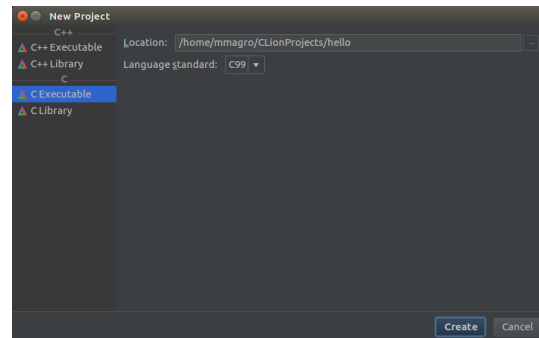 New Project
C++
C++ Executable
C++ Library
C
C Executable
C Library
Location: /home/mmagro/CLionProjects/hello ...
Language standard: C99
Create Cancel